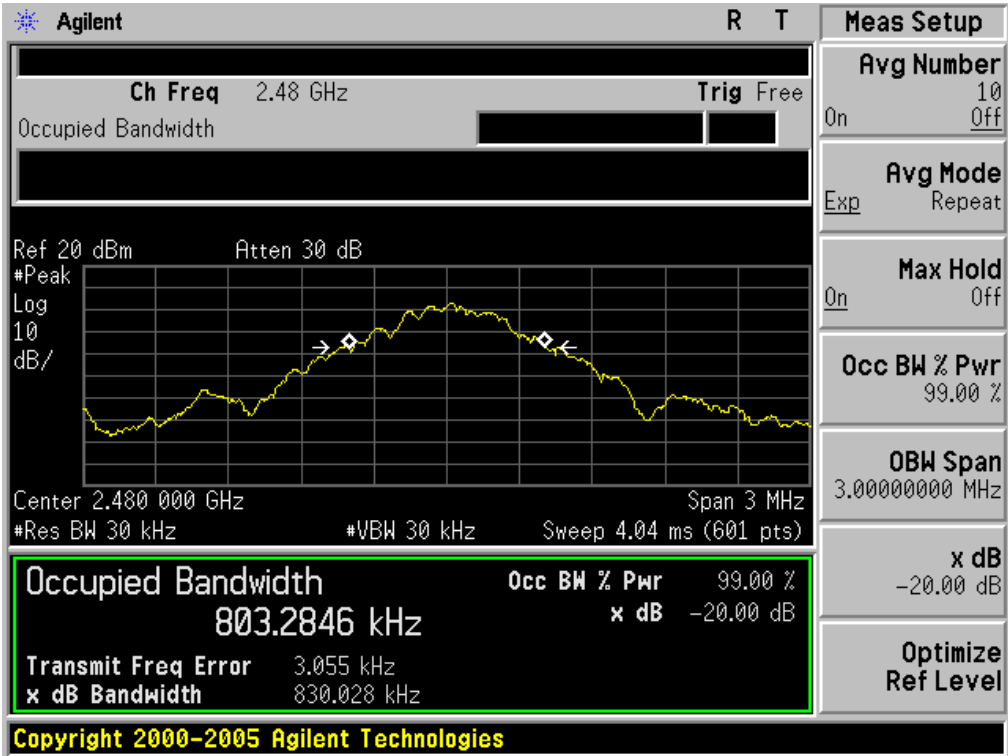 Agilent R T
Ch Freq 2.48 GHz Trig Free
Occupied Bandwidth
Ref 20 dBm Atten 30 dB
#Peak
Log
10
dB/
Center 2.480 000 GHz Span 3 MHz
#Res BW 30 kHz #VBW 30 kHz Sweep 4.04 ms (601 pts)
Occupied Bandwidth
803.2846 kHz
Occ BW % Pwr 99.00 %
x dB -20.00 dB
Transmit Freq Error 3.055 kHz
x dB Bandwidth 830.028 kHz
Copyright 2000-2005 Agilent Technologies
Meas Setup
Avg Number
10
On Off
Avg Mode
Exp Repeat
Max Hold
On Off
Occ BW % Pwr
99.00 %
OBW Span
3.00000000 MHz
x dB
-20.00 dB
Optimize
Ref Level